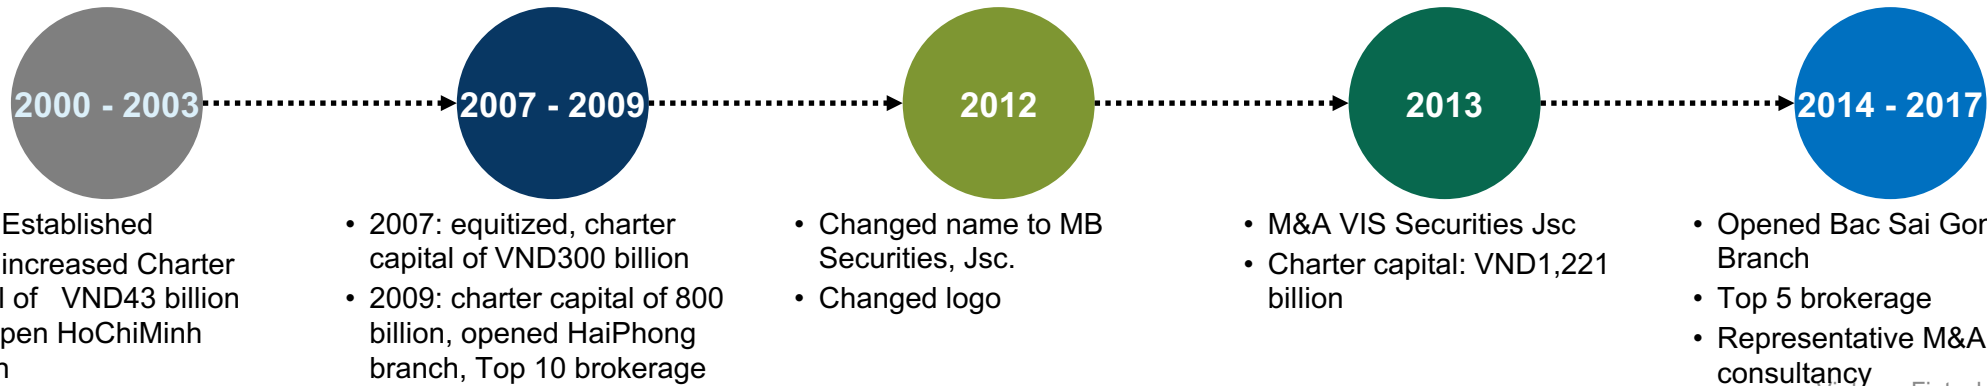 2000 - 2003
2007 - 2009
2012
2013
2014 - 2017
Established
increased Charter
of VND43 billion
HoChiMinh
• 2007: equitized, charter
capital of VND300 billion
• 2009: charter capital of 800
billion, opened HaiPhong
branch, Top 10 brokerage
• Changed name to MB
Securities, Jsc.
• Changed logo
• M&A VIS Securities Jsc
• Charter capital: VND1,221
billion
• Opened Bac Sai Gon
Branch
• Top 5 brokerage
• Representative M&A
consultancy